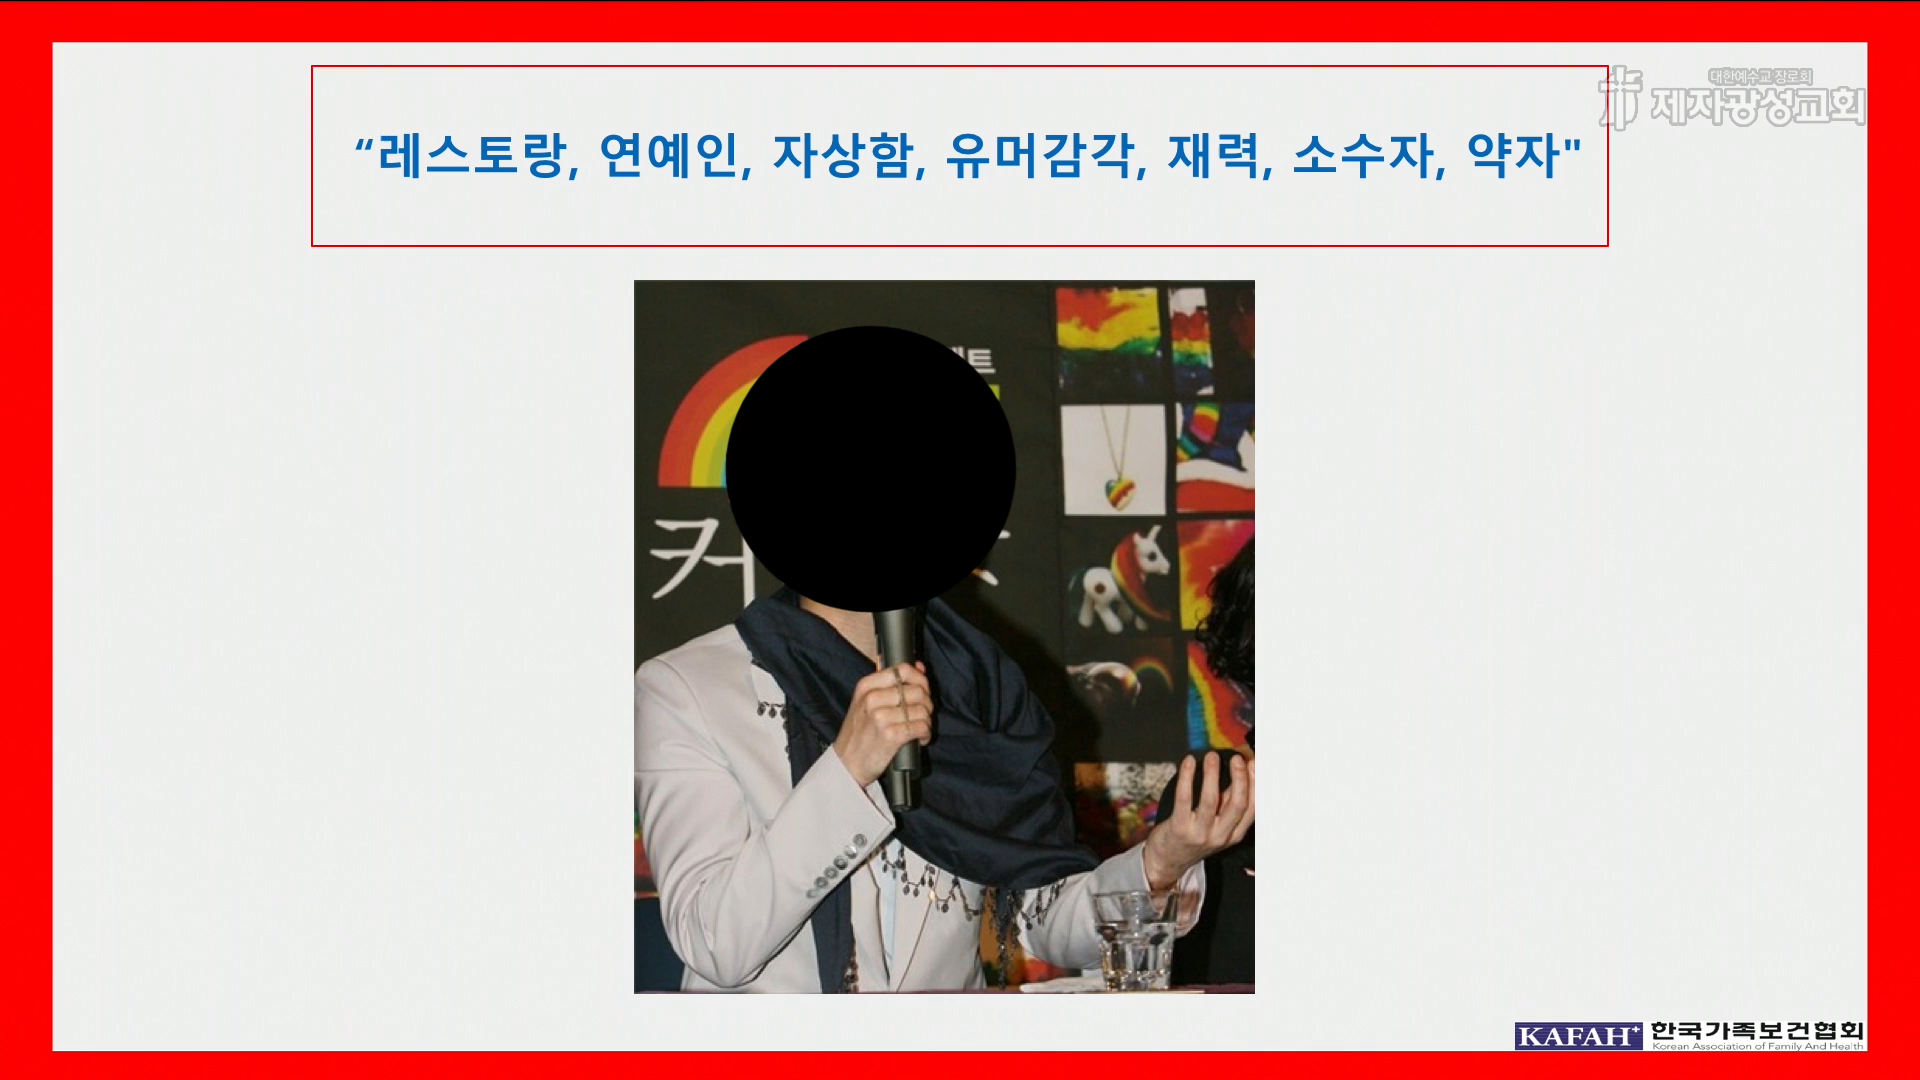 대한예수교 장로회
제자광성교회
“레스토랑, 연예인, 자상함, 유머감각, 재력, 소수자, 약자"
트
커
KAFAH+ 한국가족보건협회
Korean Association of Family And Health